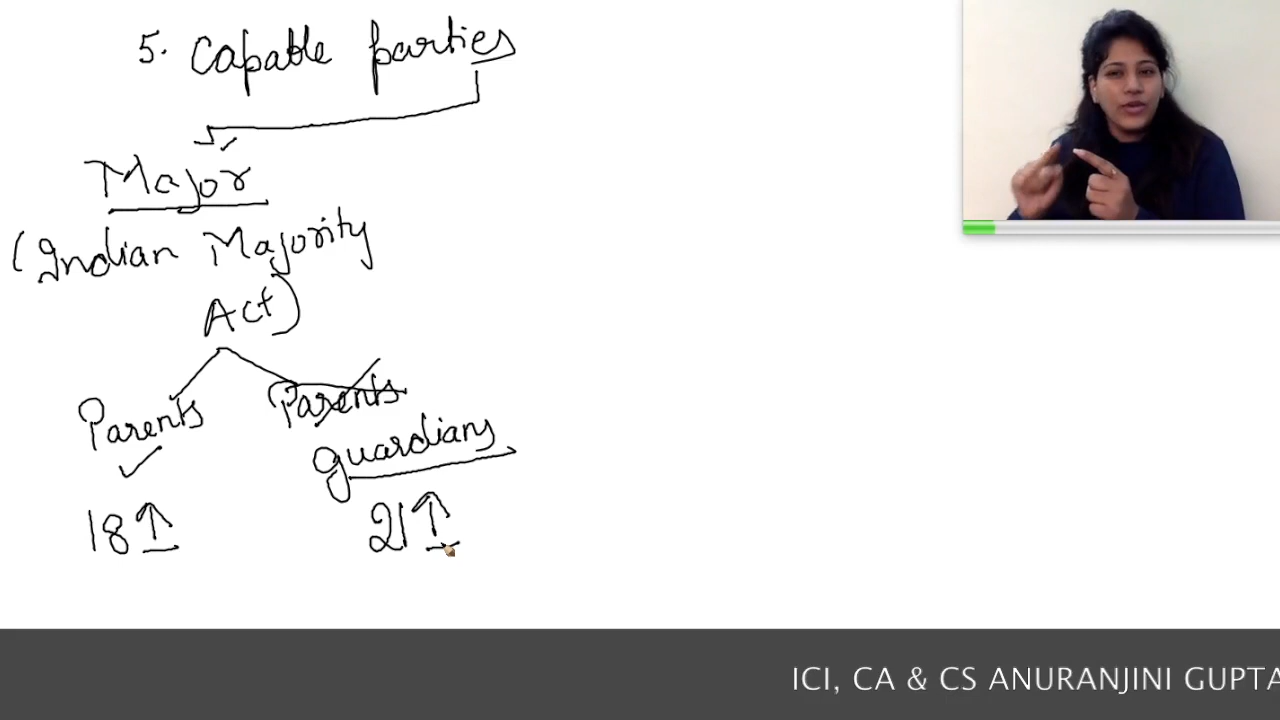 5. Capable parties
Major
(Indian Majority
Act)
Parents Parents
guardians
18↑ 21↑
ICI, CA & CS ANURANJINI GUPTA